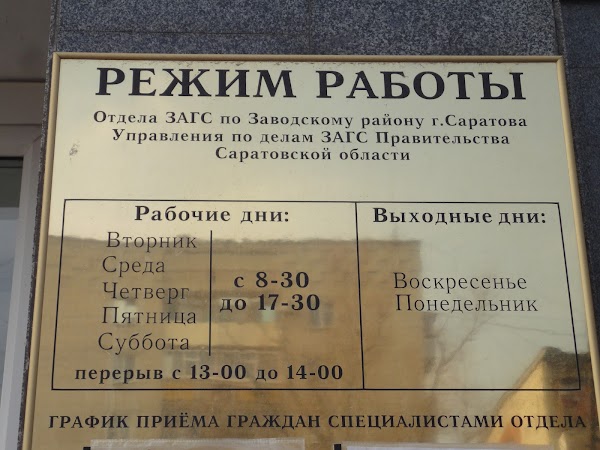 РЕЖИМ РАБОТЫ
Отдела ЗАГС по Заводскому району г.Саратова
Управления по делам ЗАГС Правительства
Саратовской области
Рабочие дни:
Вторник
Среда
Четверг
Пятница
Суббота
с 8-30
до 17-30
перерыв с 13-00 до 14-00
Выходные дни:
Воскресенье
Понедельник
ГРАФИК ПРИЁМА ГРАЖДАН СПЕЦИАЛИСТАМИ ОТДЕЛА